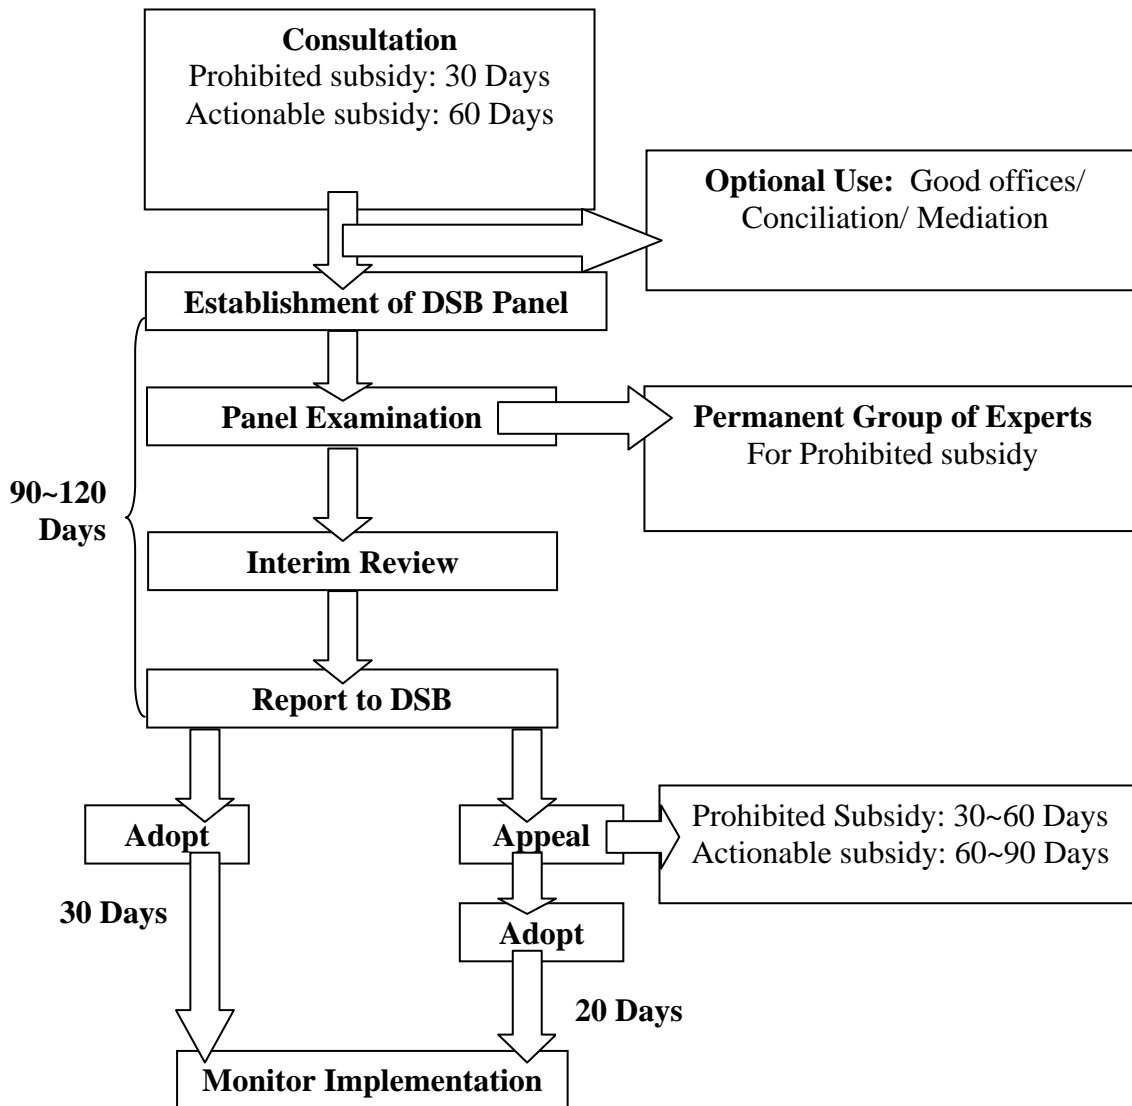 Consultation
Prohibited subsidy: 30 Days
Actionable subsidy: 60 Days
Optional Use:  Good offices/
Conciliation/ Mediation
Establishment of DSB Panel
Panel Examination
Permanent Group of Experts
For Prohibited subsidy
90~120
Days
Interim Review
Report to DSB
Adopt
Appeal
Prohibited Subsidy: 30~60 Days
Actionable subsidy: 60~90 Days
30 Days
Adopt
20 Days
Monitor Implementation